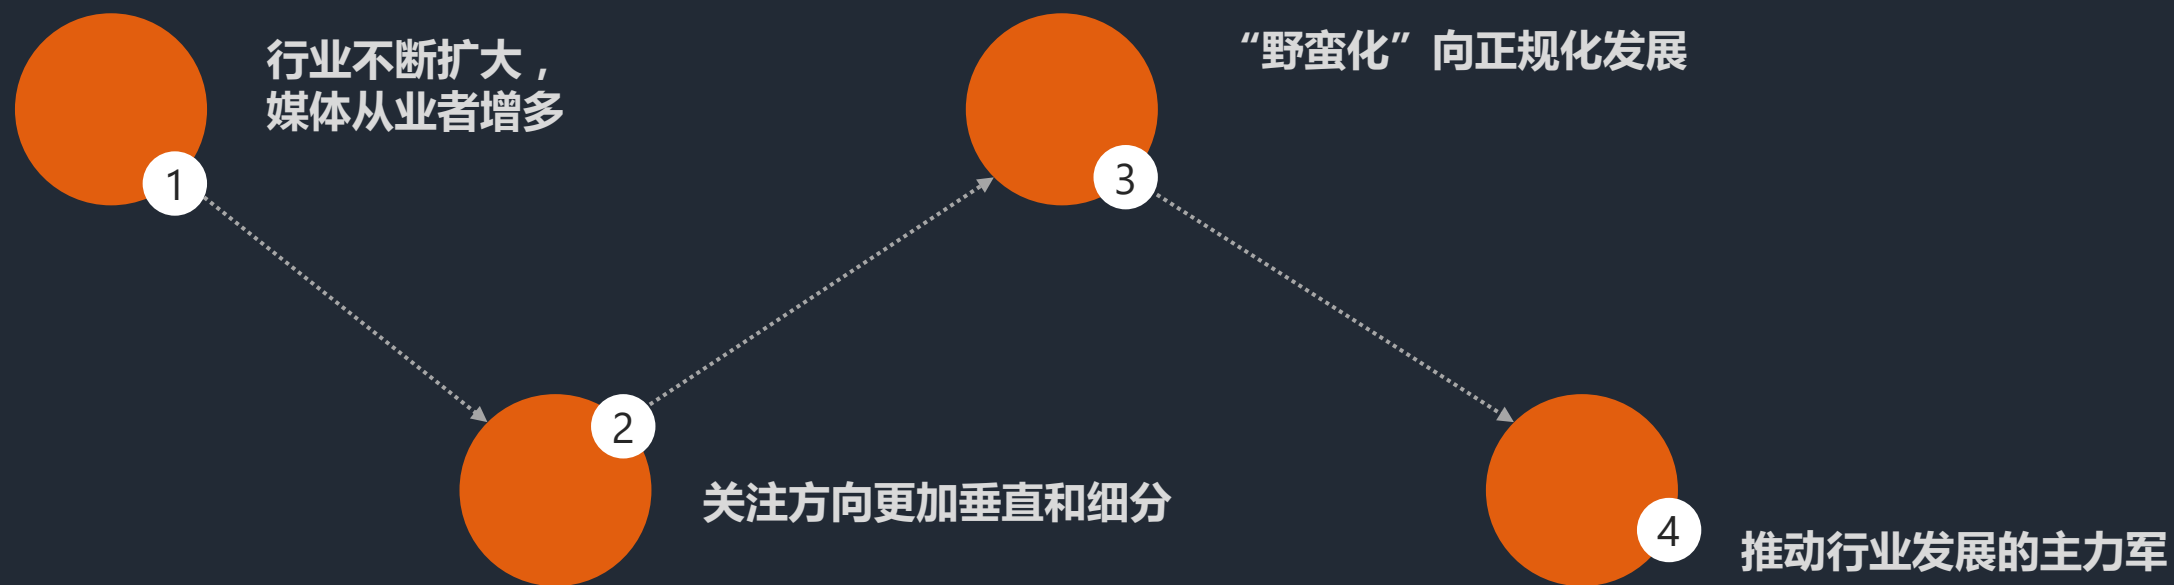 行业不断扩大，
媒体从业者增多
1
2
关注方向更加垂直和细分
“野蛮化”向正规化发展
3
4
推动行业发展的主力军